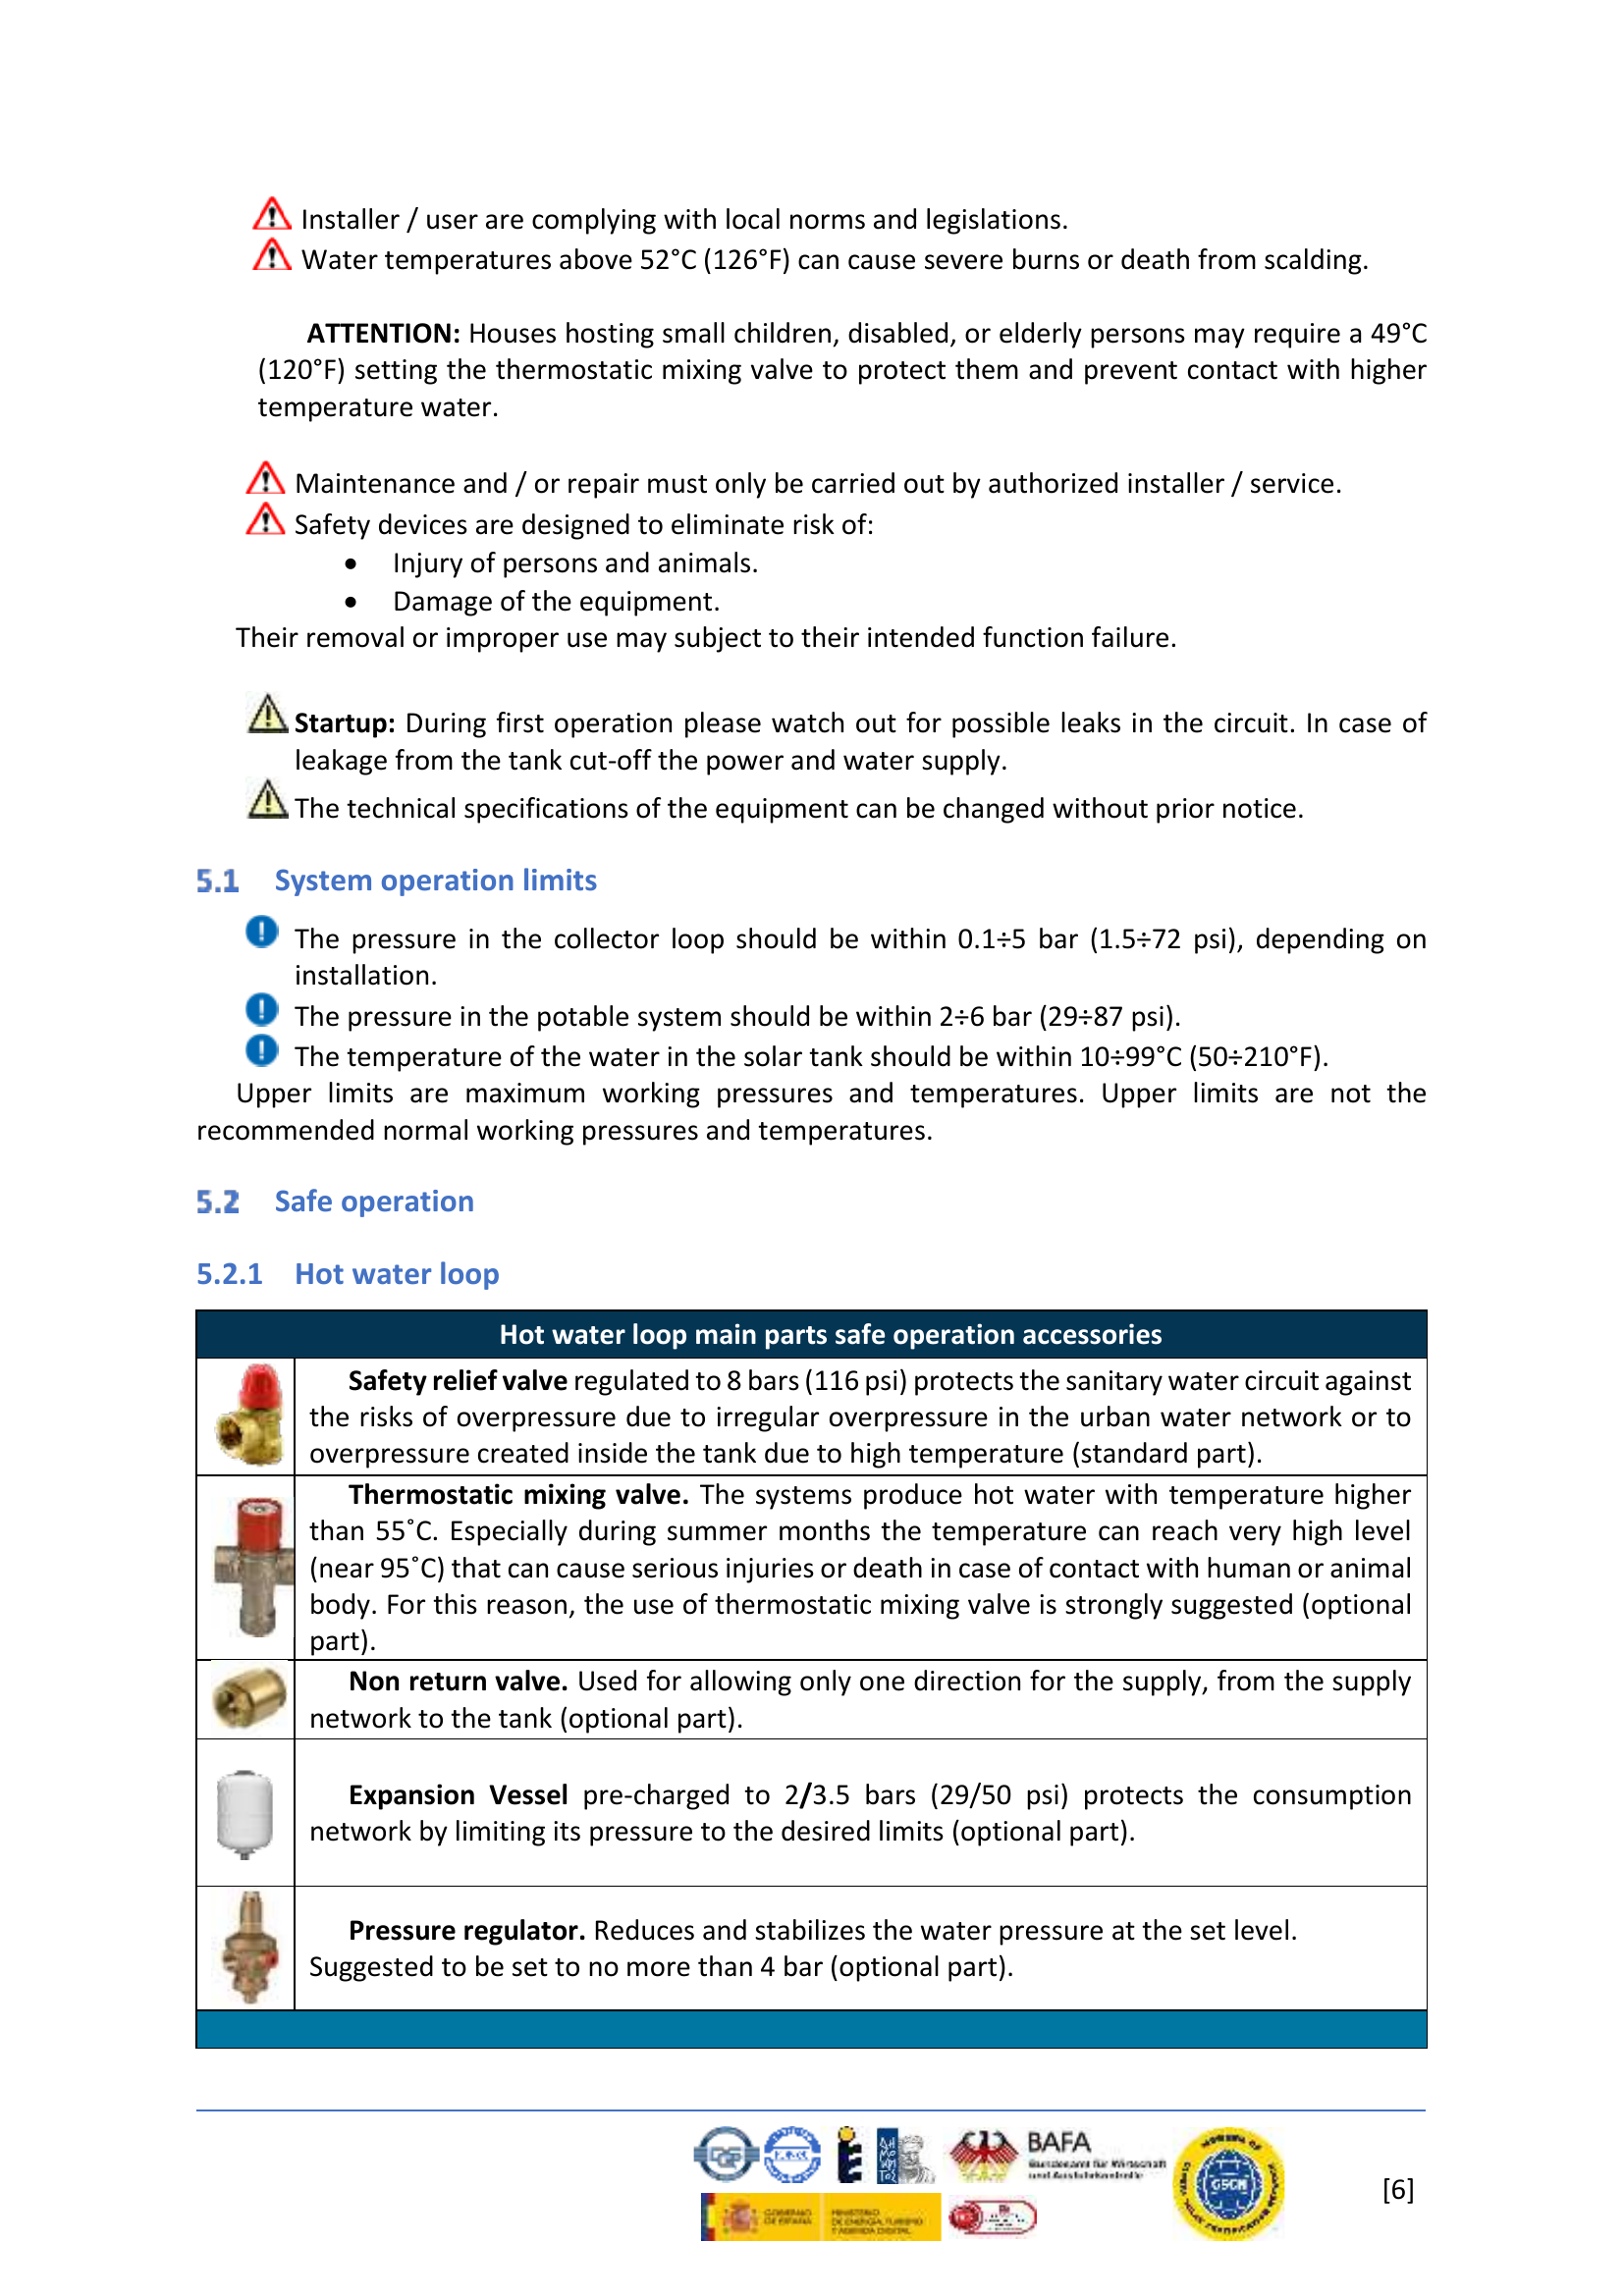 Installer / user are complying with local norms and legislations.
Water temperatures above 52°C (126°F) can cause severe burns or death from scalding.
ATTENTION: Houses hosting small children, disabled, or elderly persons may require a 49°C
(120°F) setting the thermostatic mixing valve to protect them and prevent contact with higher
temperature water.
Maintenance and / or repair must only be carried out by authorized installer / service.
Safety devices are designed to eliminate risk of:
• Injury of persons and animals.
• Damage of the equipment.
Their removal or improper use may subject to their intended function failure.
Startup: During first operation please watch out for possible leaks in the circuit. In case of
leakage from the tank cut-off the power and water supply.
The technical specifications of the equipment can be changed without prior notice.
5.1 System operation limits
The pressure in the collector loop should be within 0.1÷5 bar (1.5÷72 psi), depending on
installation.
The pressure in the potable system should be within 2÷6 bar (29÷87 psi).
The temperature of the water in the solar tank should be within 10÷99°C (50÷210°F).
Upper limits are maximum working pressures and temperatures. Upper limits are not the
recommended normal working pressures and temperatures.
5.2 Safe operation
5.2.1 Hot water loop
Hot water loop main parts safe operation accessories
Safety relief valve regulated to 8 bars (116 psi) protects the sanitary water circuit against
the risks of overpressure due to irregular overpressure in the urban water network or to
overpressure created inside the tank due to high temperature (standard part).
Thermostatic mixing valve. The systems produce hot water with temperature higher
than 55˚C. Especially during summer months the temperature can reach very high level
(near 95˚C) that can cause serious injuries or death in case of contact with human or animal
body. For this reason, the use of thermostatic mixing valve is strongly suggested (optional
part).
Non return valve. Used for allowing only one direction for the supply, from the supply
network to the tank (optional part).
Expansion Vessel pre-charged to 2/3.5 bars (29/50 psi) protects the consumption
network by limiting its pressure to the desired limits (optional part).
Pressure regulator. Reduces and stabilizes the water pressure at the set level.
Suggested to be set to no more than 4 bar (optional part).
BAFA
Bundesamt für Wirtschaft
und Ausfuhrkontrolle
GOBIERNO
DE ESPAÑA
MINISTERIO
DE ENERGÍA, TURISMO
Y AGENDA DIGITAL
[6]